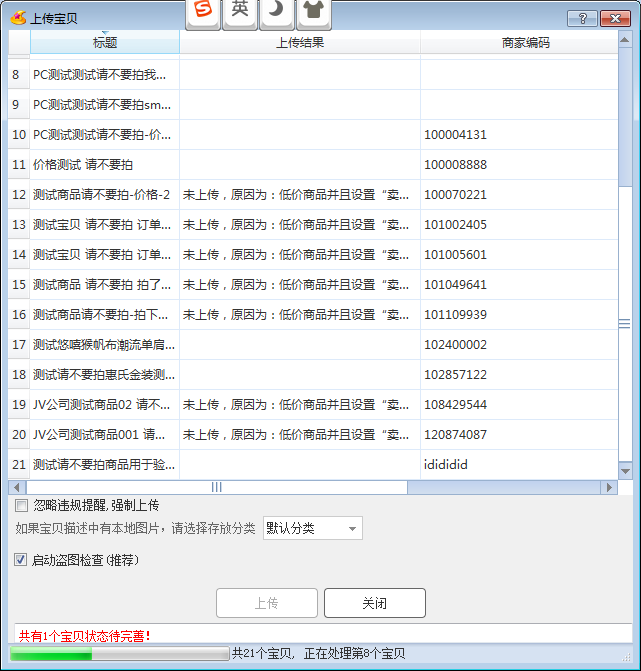 上传宝贝
英
标题 上传结果 商家编码
8 PC测试测试请不要拍我...
9 PC测试测试请不要拍sm...
10 PC测试测试请不要拍-价... 100004131
11 价格测试 请不要拍 100008888
12 测试商品请不要拍-价格-2 未上传，原因为：低价商品并且设置“卖... 100070221
13 测试宝贝 请不要拍 订单... 未上传，原因为：低价商品并且设置“卖... 101002405
14 测试宝贝 请不要拍 订单... 未上传，原因为：低价商品并且设置“卖... 101005601
15 测试商品 请不要拍 拍了... 未上传，原因为：低价商品并且设置“卖... 101049641
16 测试商品请不要拍-拍下... 未上传，原因为：低价商品并且设置“卖... 101109939
17 测试悠嘻猴帆布潮流单肩... 102400002
18 测试请不要拍惠氏金装测... 102857122
19 JV公司测试商品02 请不... 未上传，原因为：低价商品并且设置“卖... 108429544
20 JV公司测试商品001 请... 未上传，原因为：低价商品并且设置“卖... 120874087
21 测试请不要拍商品用于验... idididid
忽略违规提醒,强制上传
如果宝贝描述中有本地图片，请选择存放分类 默认分类
启动盗图检查(推荐)
上传 关闭
共有1个宝贝状态待完善！
共21个宝贝，正在处理第8个宝贝